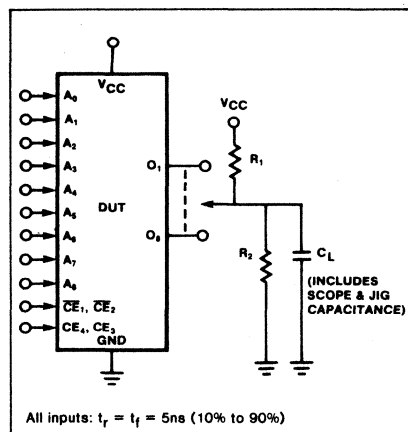 VCC
A0
A1
A2
A3
A4
A5
A6
A7
A8
CE1, CE2
CE4, CE3
GND
DUT
O1
O8
VCC
R1
R2
CL
(INCLUDES
SCOPE & JIG
CAPACITANCE)
All inputs: tr = tf = 5ns (10% to 90%)